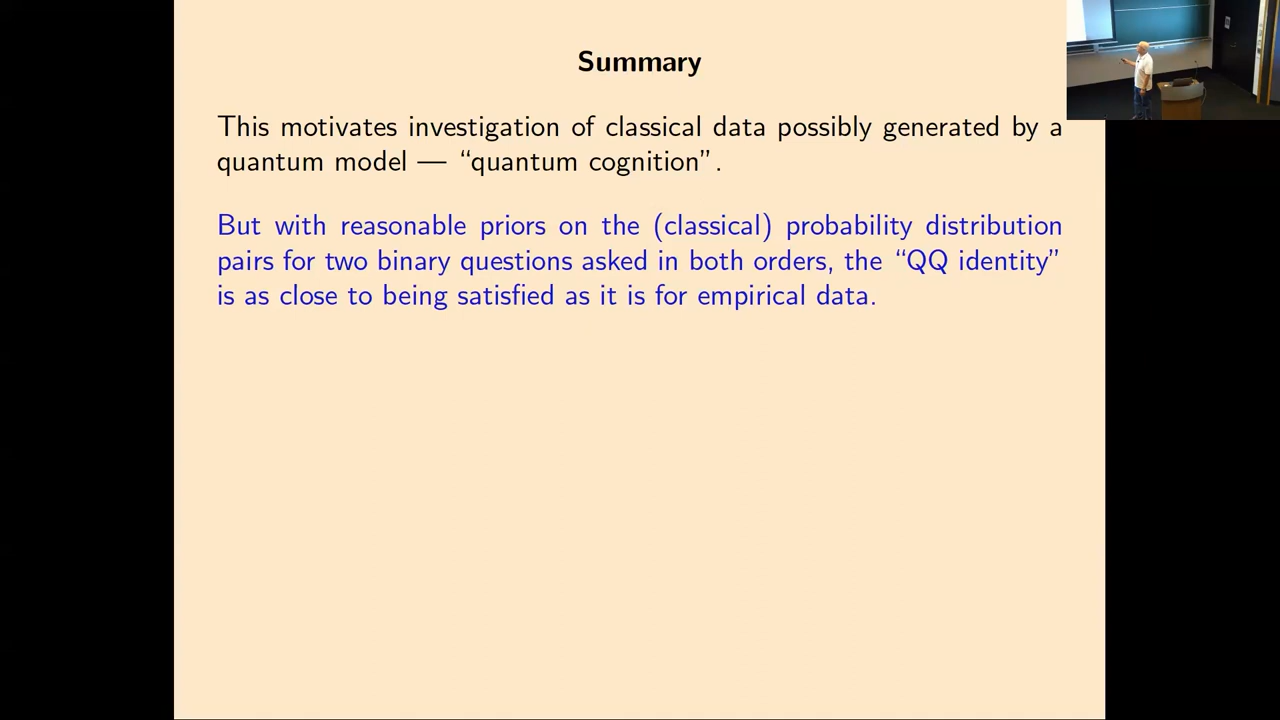 Summary
This motivates investigation of classical data possibly generated by a
quantum model — “quantum cognition”.
But with reasonable priors on the (classical) probability distribution
pairs for two binary questions asked in both orders, the “QQ identity”
is as close to being satisfied as it is for empirical data.